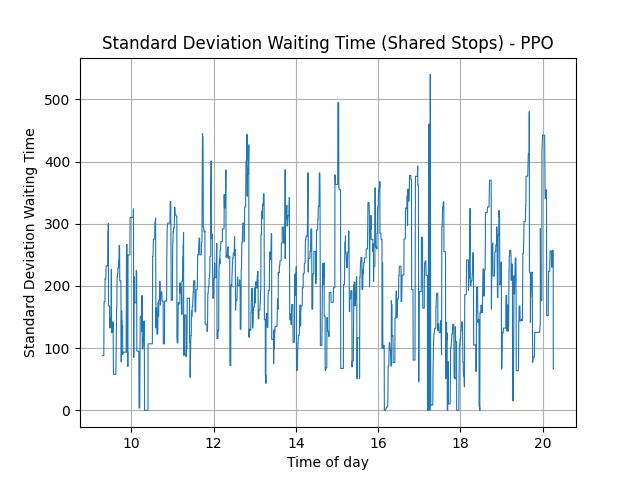 Standard Deviation Waiting Time (Shared Stops) - PPO
Standard Deviation Waiting Time
500
400
300
200
100
0
10 12 14 16 18 20
Time of day